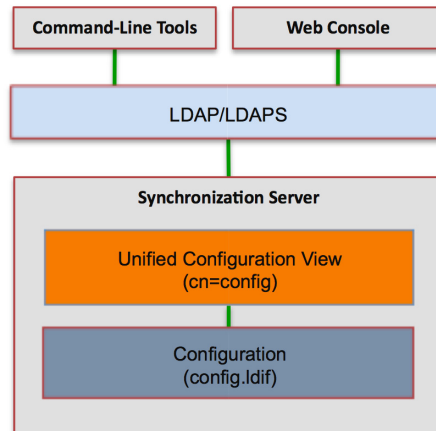 Command-Line Tools
Web Console
LDAP/LDAPS
Synchronization Server
Unified Configuration View
(cn=config)
Configuration
(config.ldif)